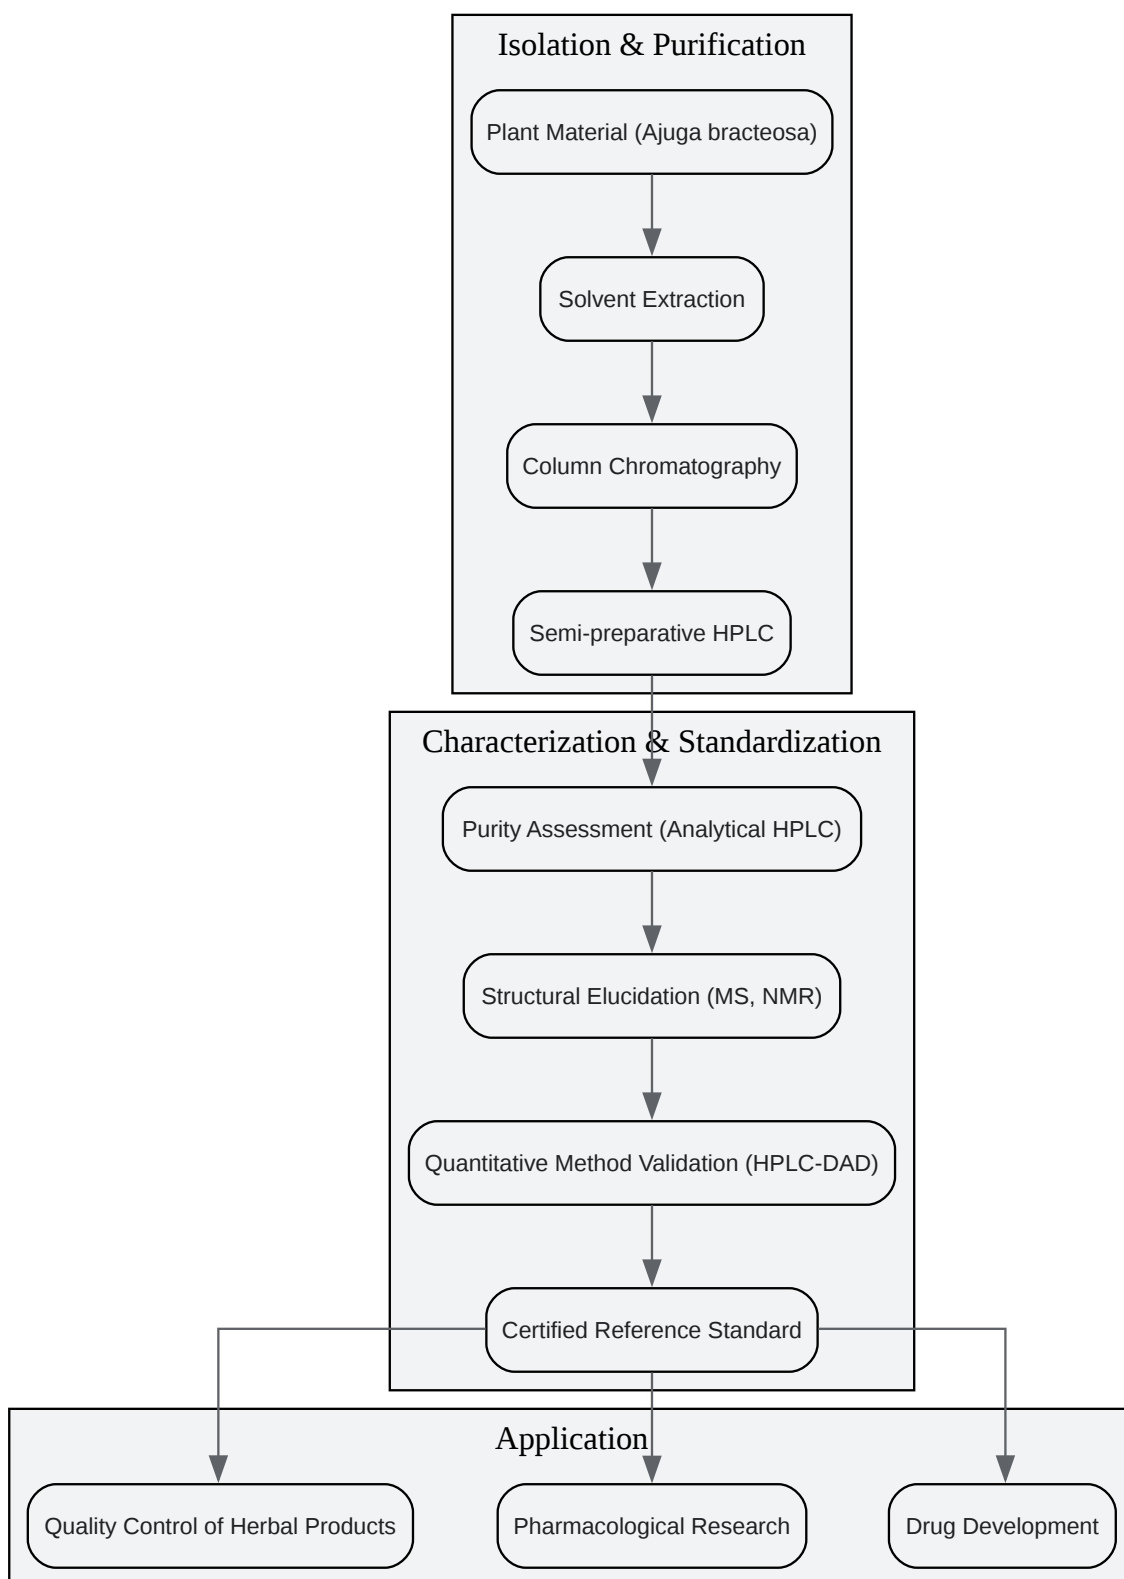 Isolation & Purification
Plant Material (Ajuga bracteosa)
Solvent Extraction
Column Chromatography
Semi-preparative HPLC
Characterization & Standardization
Purity Assessment (Analytical HPLC)
Structural Elucidation (MS, NMR)
Quantitative Method Validation (HPLC-DAD)
Certified Reference Standard
Application
Quality Control of Herbal Products
Pharmacological Research
Drug Development